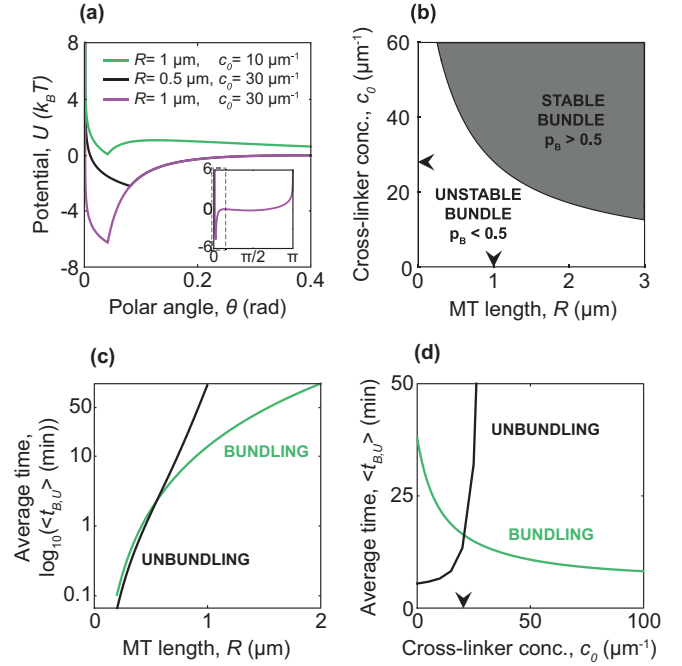 (a)
Potential, U (k_BT)
8
4
0
-4
-8
R= 1 μm, c_0= 10 μm⁻¹
R= 0.5 μm, c_0= 30 μm⁻¹
R= 1 μm, c_0= 30 μm⁻¹
6
0
-6
0
π/2
π
0
0.2
0.4
Polar angle, θ (rad)
(b)
Cross-linker conc., c_0 (μm⁻¹)
60
40
20
0
STABLE
BUNDLE
p_B > 0.5
UNSTABLE
BUNDLE
p_B < 0.5
0
1
2
3
MT length, R (μm)
(c)
Average time,
log_10(<t_B,U> (min))
50
10
1
0.1
BUNDLING
UNBUNDLING
0
1
2
MT length, R (μm)
(d)
Average time, <t_B,U> (min)
50
25
0
UNBUNDLING
BUNDLING
0
50
100
Cross-linker conc., c_0 (μm⁻¹)